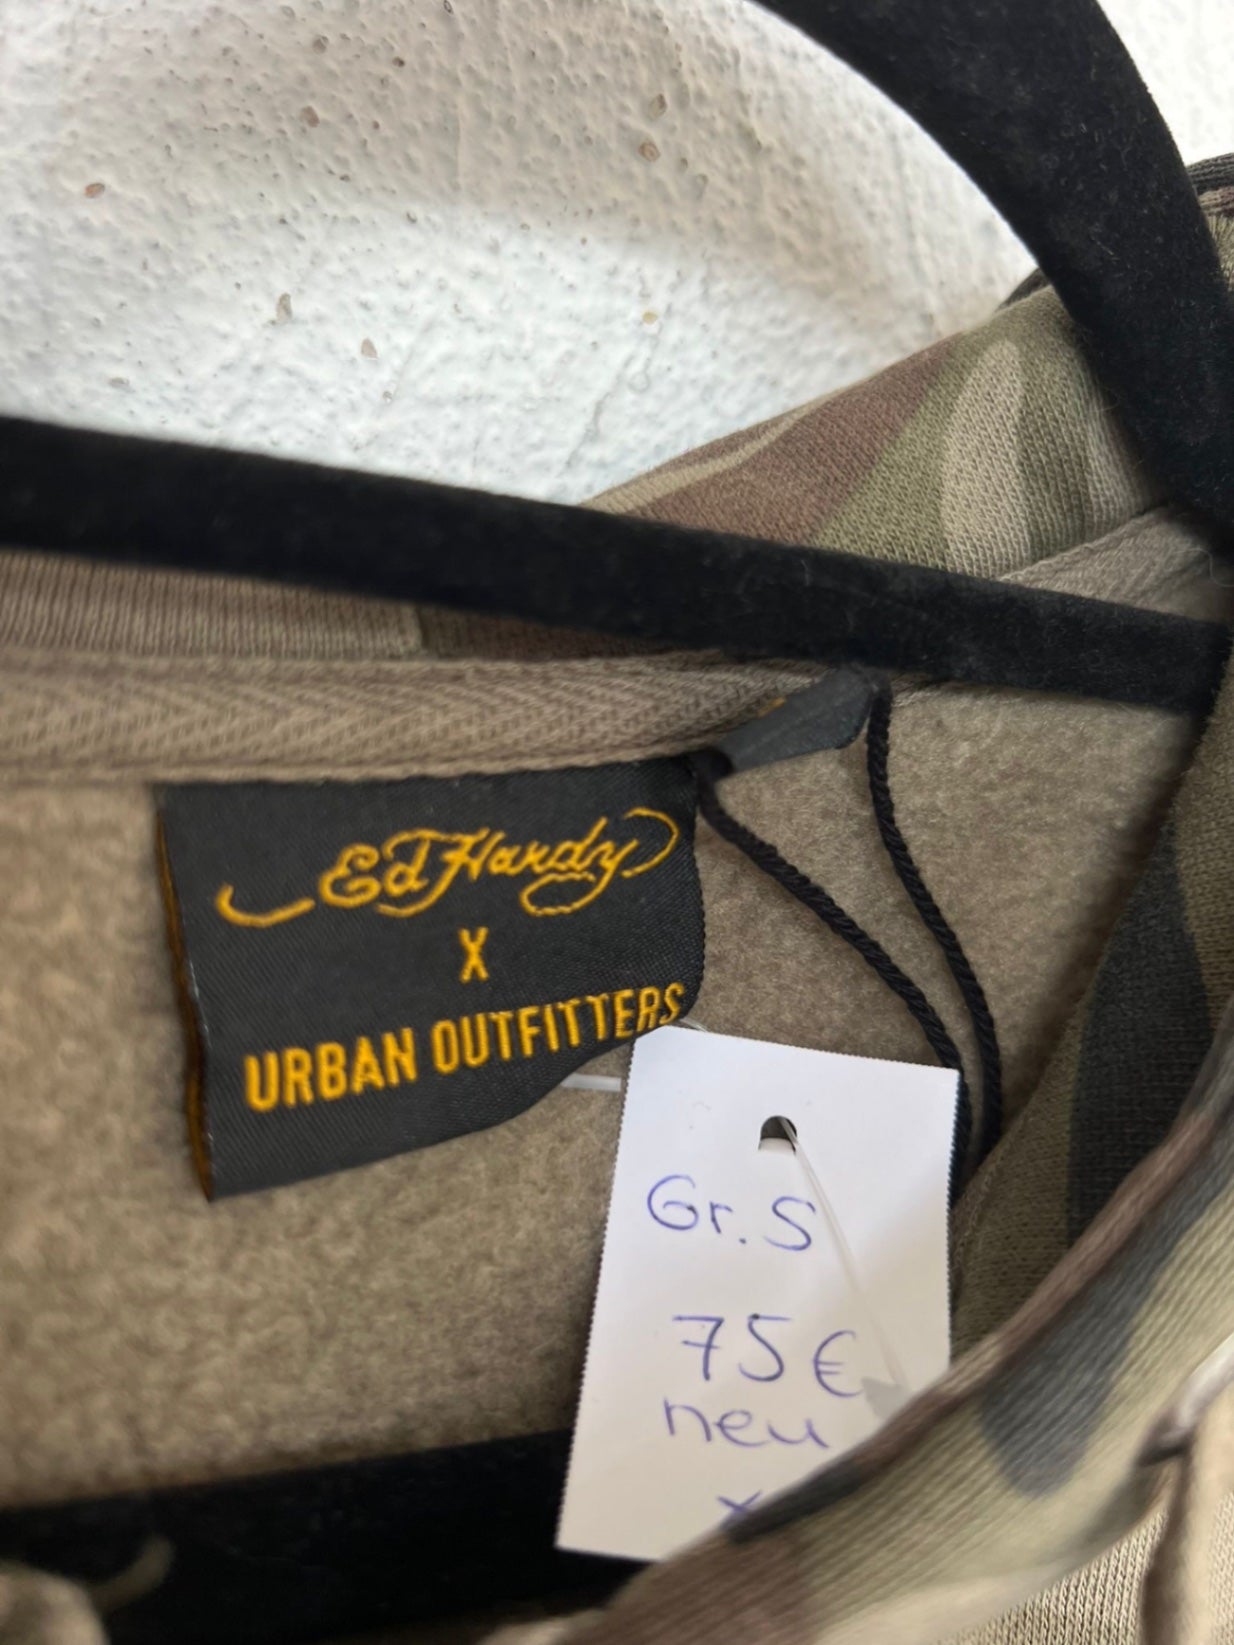 Ed Hardy
X
URBAN OUTFITTERS
Gr. S
75€
neu